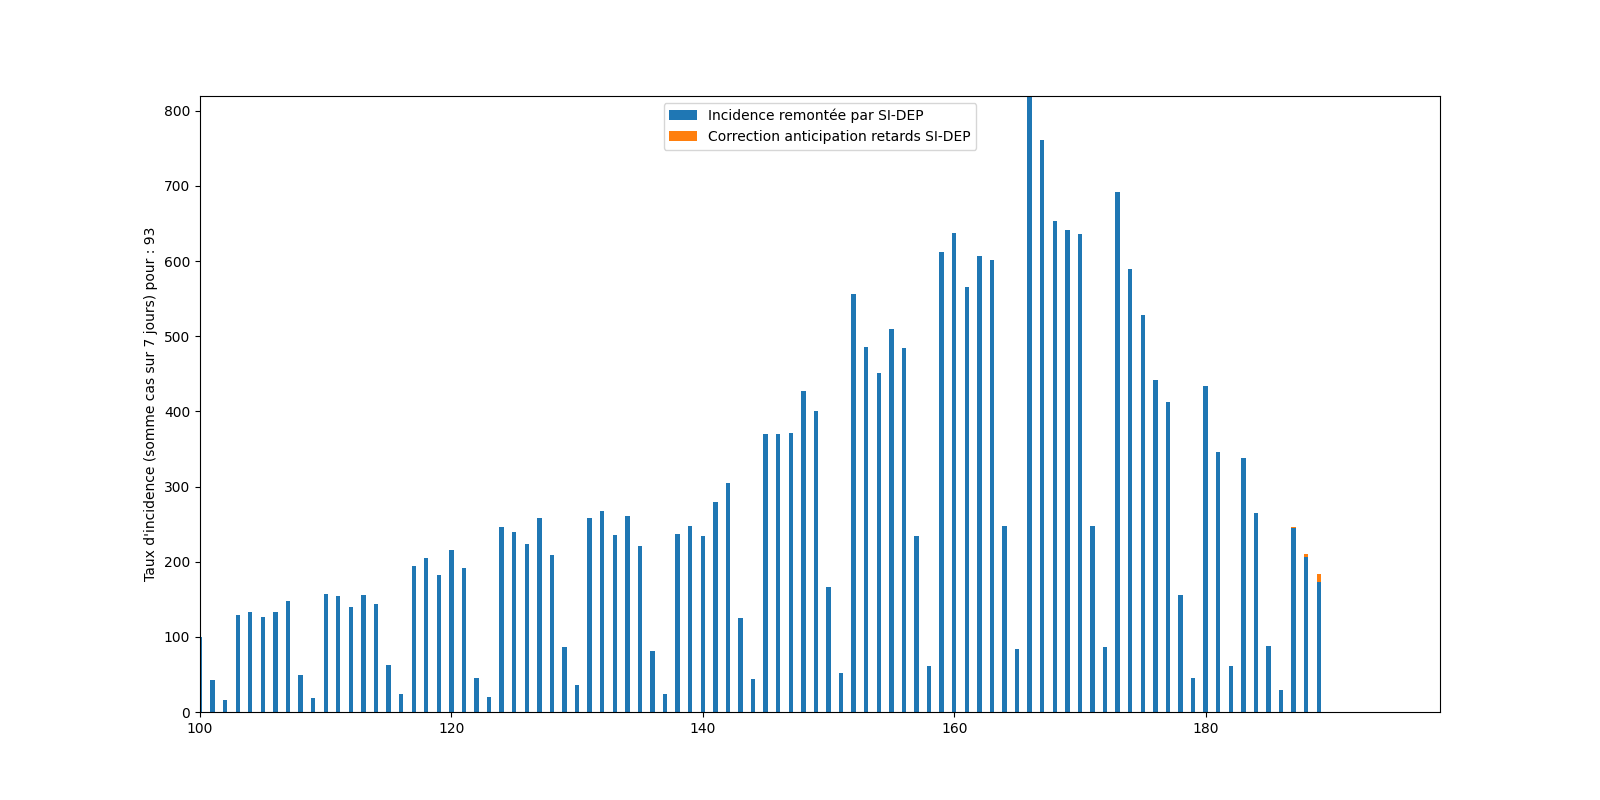 Incidence remontée par SI-DEP
Correction anticipation retards SI-DEP
Taux d'incidence (somme cas sur 7 jours) pour : 93
800
700
600
500
400
300
200
100
0
100 120 140 160 180